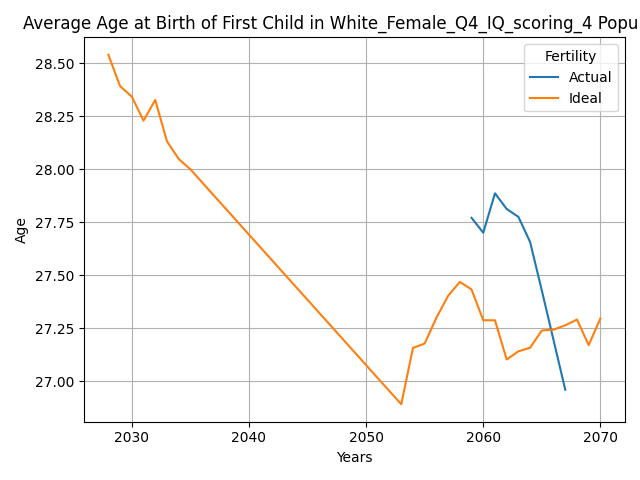 Average Age at Birth of First Child in White_Female_Q4_IQ_scoring_4 Popu
Fertility
Actual
Ideal
28.50
28.25
28.00
27.75
27.50
27.25
27.00
Age
2030 2040 2050 2060 2070
Years